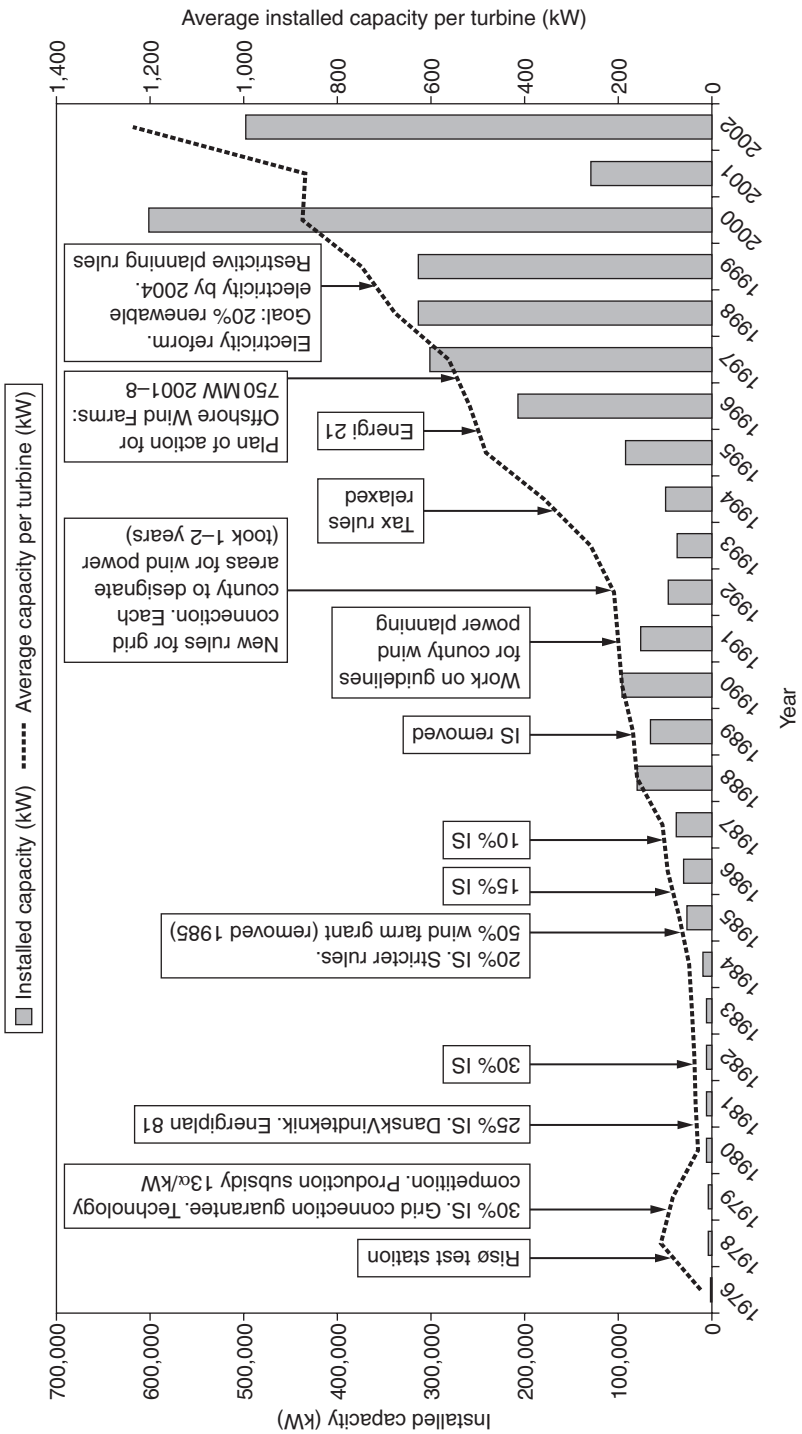 Installed capacity (kW)
Average capacity per turbine (kW)
Installed capacity (kW)
700,000
600,000
500,000
400,000
300,000
200,000
100,000
0
Average installed capacity per turbine (kW)
1,400
1,200
1,000
800
600
400
200
0
Risø test station
30% IS. Grid connection guarantee. Technology
competition. Production subsidy 13α/kW
25% IS. DanskVindteknik. Energiplan 81
30% IS
20% IS. Stricter rules.
50% wind farm grant (removed 1985)
15% IS
10% IS
IS removed
Work on guidelines
for county wind
power planning
New rules for grid
connection. Each
county to designate
areas for wind power
(took 1–2 years)
Tax rules
relaxed
Energi 21
Plan of action for
Offshore Wind Farms:
750 MW 2001–8
Electricity reform.
Goal: 20% renewable
electricity by 2004.
Restrictive planning rules
1976
1978
1979
1980
1981
1982
1983
1984
1985
1986
1987
1988
1989
1990
1991
1992
1993
1994
1995
1996
1997
1998
1999
2000
2001
2002
Year